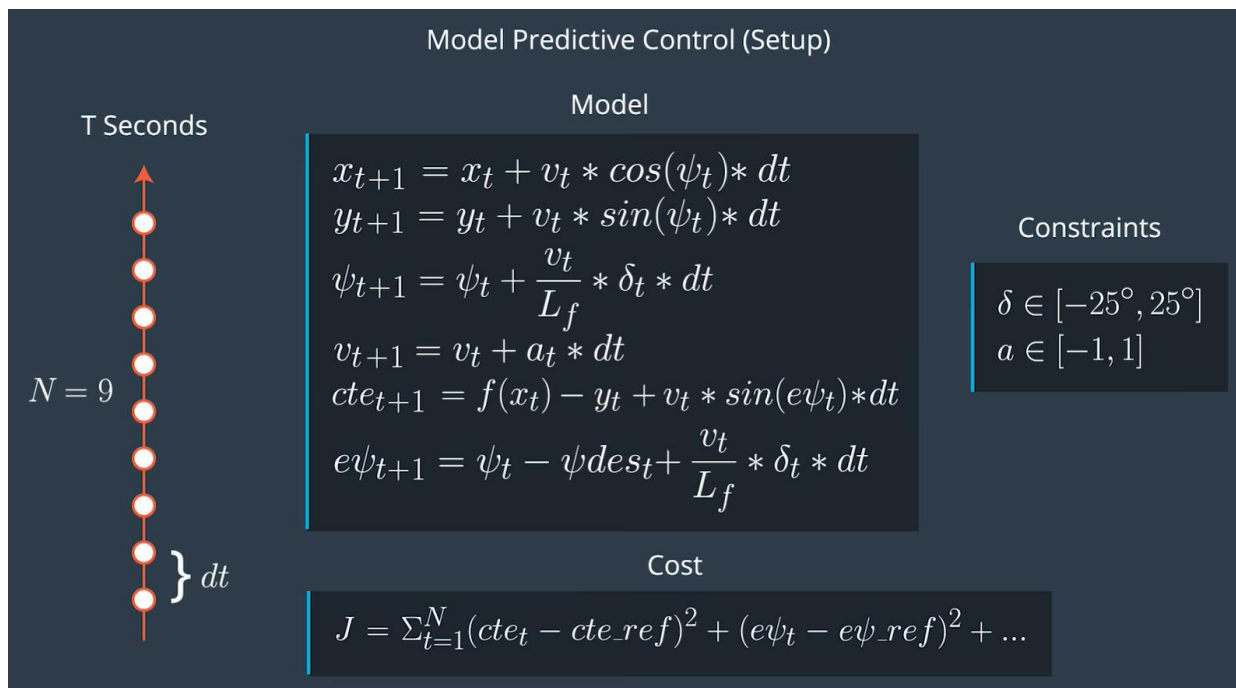 Model Predictive Control (Setup)
T Seconds
N = 9
} dt
Model
x_{t+1} = x_t + v_t * cos(ψ_t)* dt
y_{t+1} = y_t + v_t * sin(ψ_t)* dt
ψ_{t+1} = ψ_t + \frac{v_t}{L_f} * δ_t * dt
v_{t+1} = v_t + a_t * dt
cte_{t+1} = f(x_t) − y_t + v_t * sin(eψ_t)*dt
eψ_{t+1} = ψ_t − ψdes_t + \frac{v_t}{L_f} * δ_t * dt
Constraints
δ ∈ [−25°, 25°]
a ∈ [−1, 1]
Cost
J = Σ_{t=1}^{N}(cte_t − cte_ref)^2 + (eψ_t − eψ_ref)^2 + ...